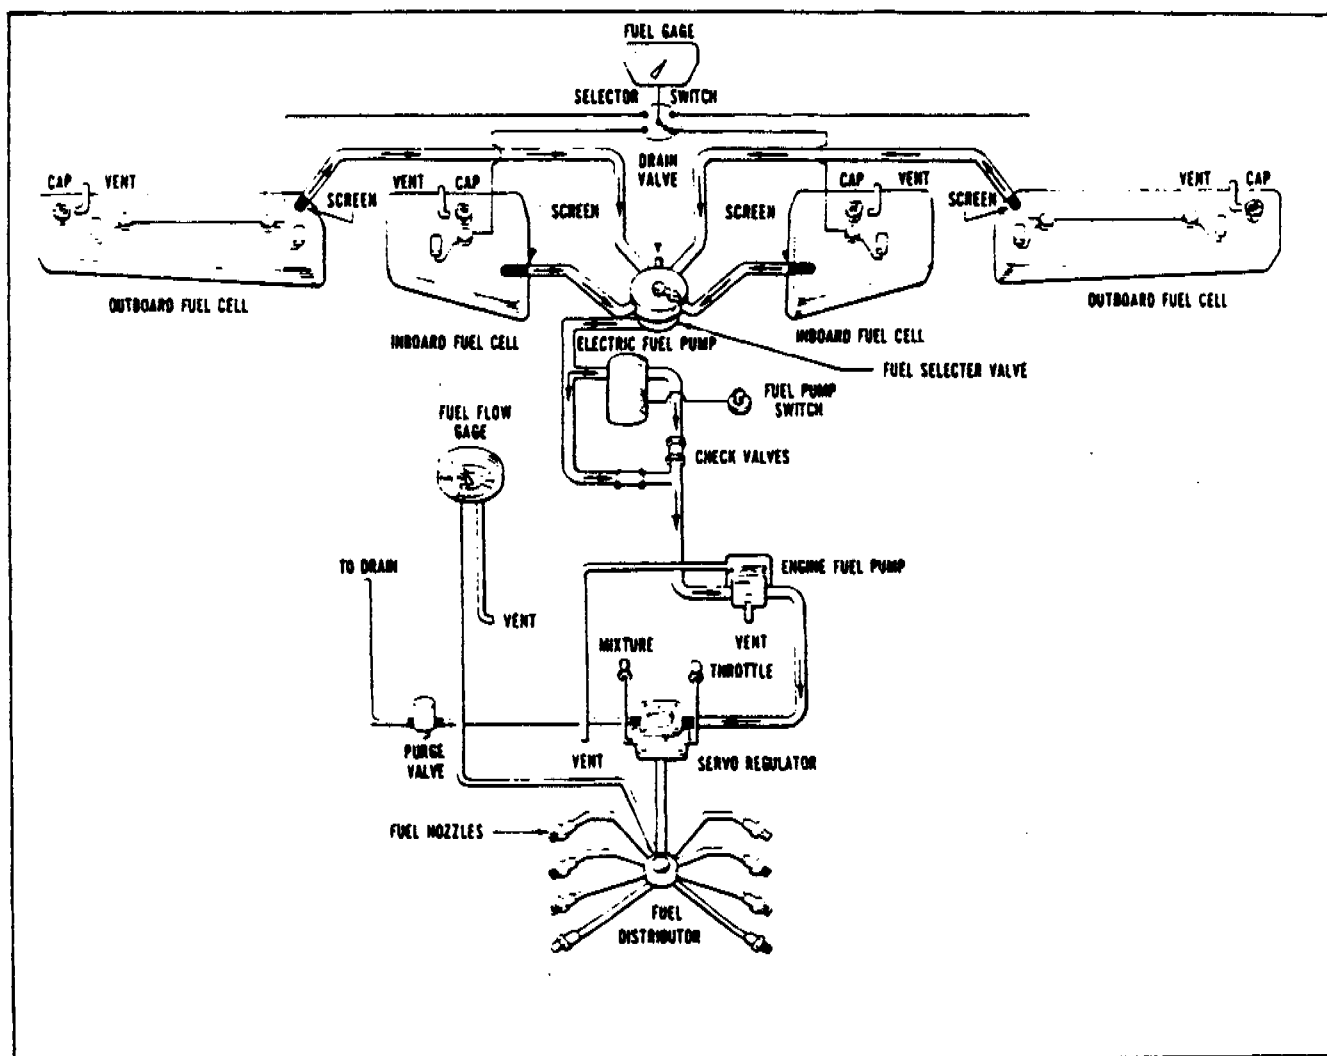 FUEL GAGE
SELECTOR SWITCH
DRAIN
VALVE
CAP VENT
SCREEN
VENT CAP
SCREEN
SCREEN
CAP VENT
SCREEN
VENT CAP
OUTBOARD FUEL CELL
INBOARD FUEL CELL
ELECTRIC FUEL PUMP
INBOARD FUEL CELL
OUTBOARD FUEL CELL
FUEL SELECTER VALVE
FUEL PUMP
SWITCH
FUEL FLOW
GAGE
CHECK VALVES
TO DRAIN
ENGINE FUEL PUMP
VENT
VENT
MIXTURE
THROTTLE
PURGE
VALVE
VENT
SERVO REGULATOR
FUEL NOZZLES
FUEL
DISTRIBUTOR